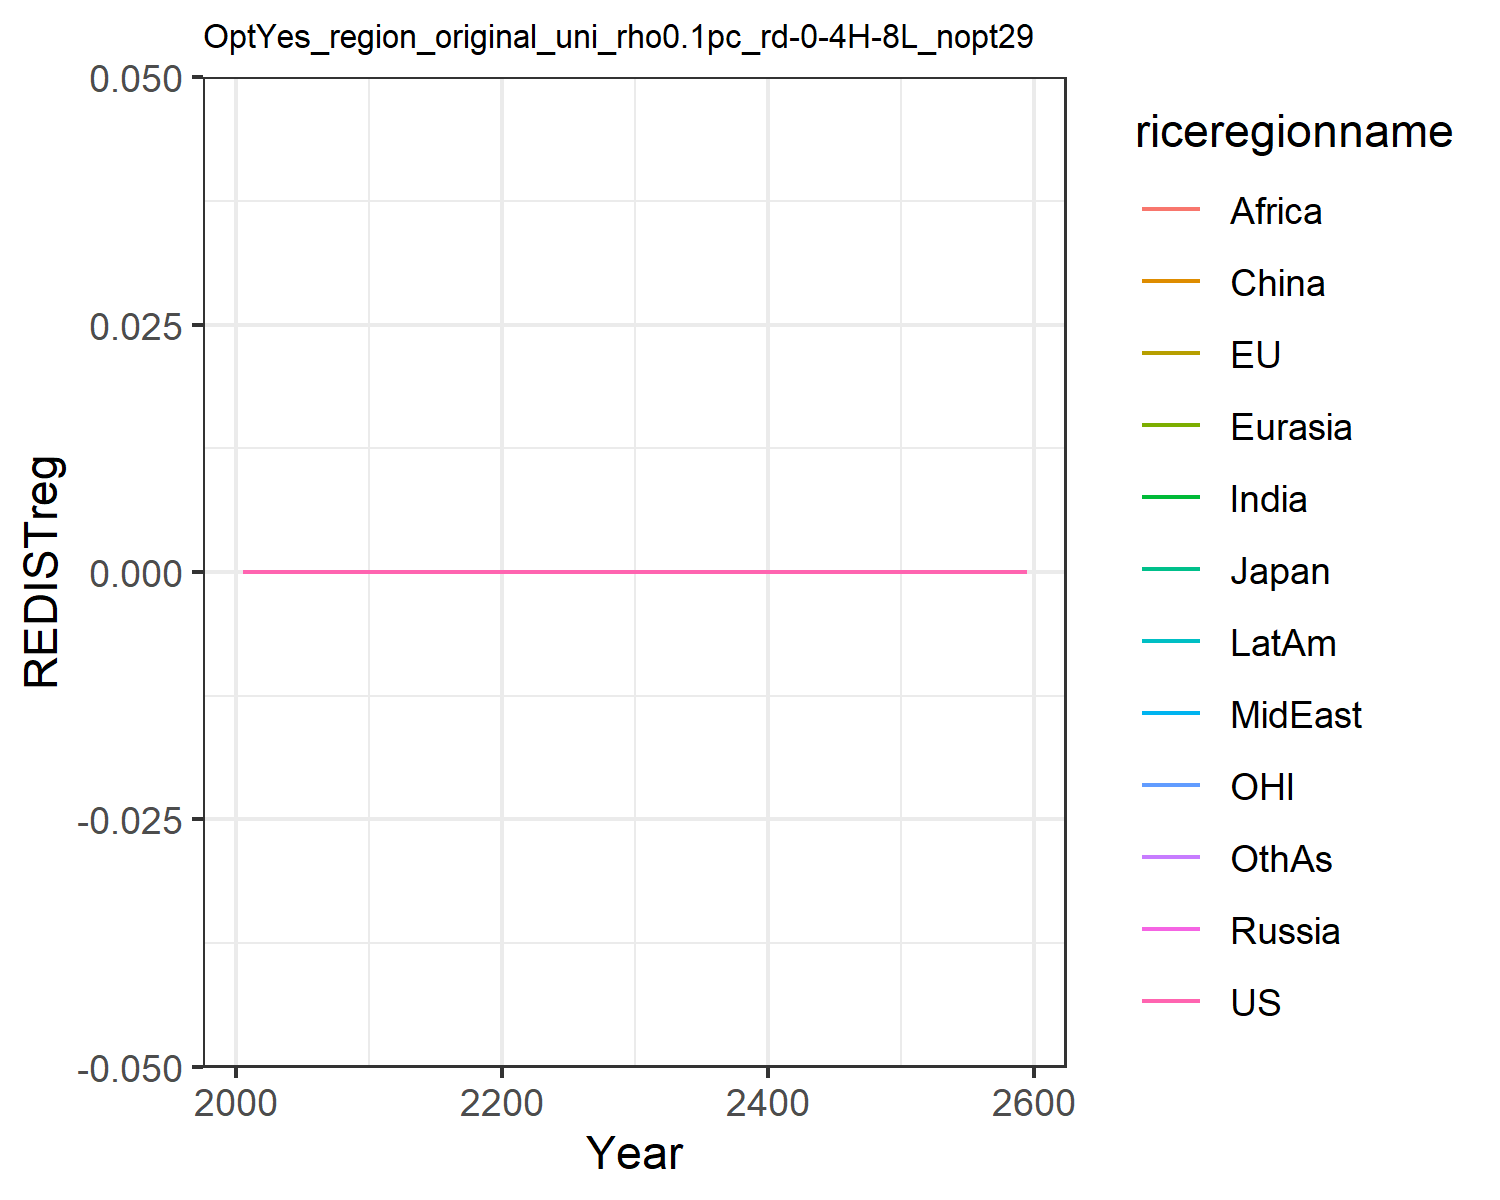 OptYes_region_original_uni_rho0.1pc_rd-0-4H-8L_nopt29
0.050
0.025
0.000
-0.025
-0.050
REDISTreg
2000
2200
2400
2600
Year
riceregionname
Africa
China
EU
Eurasia
India
Japan
LatAm
MidEast
OHI
OthAs
Russia
US